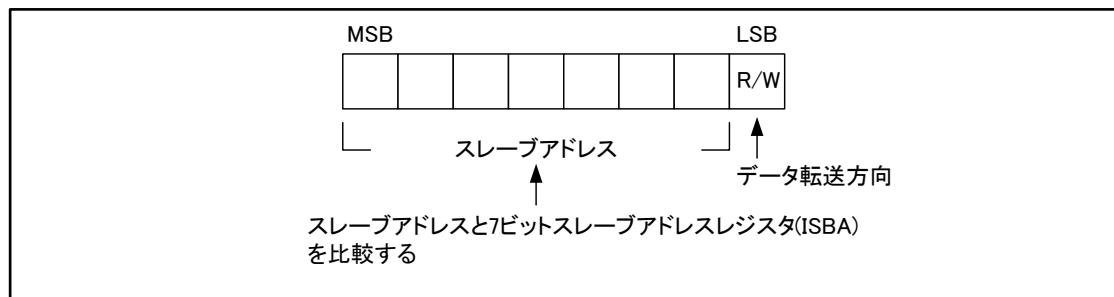 MSB LSB
R/W
スレーブアドレス
データ転送方向
スレーブアドレスと7ビットスレーブアドレスレジスタ(ISBA)
を比較する